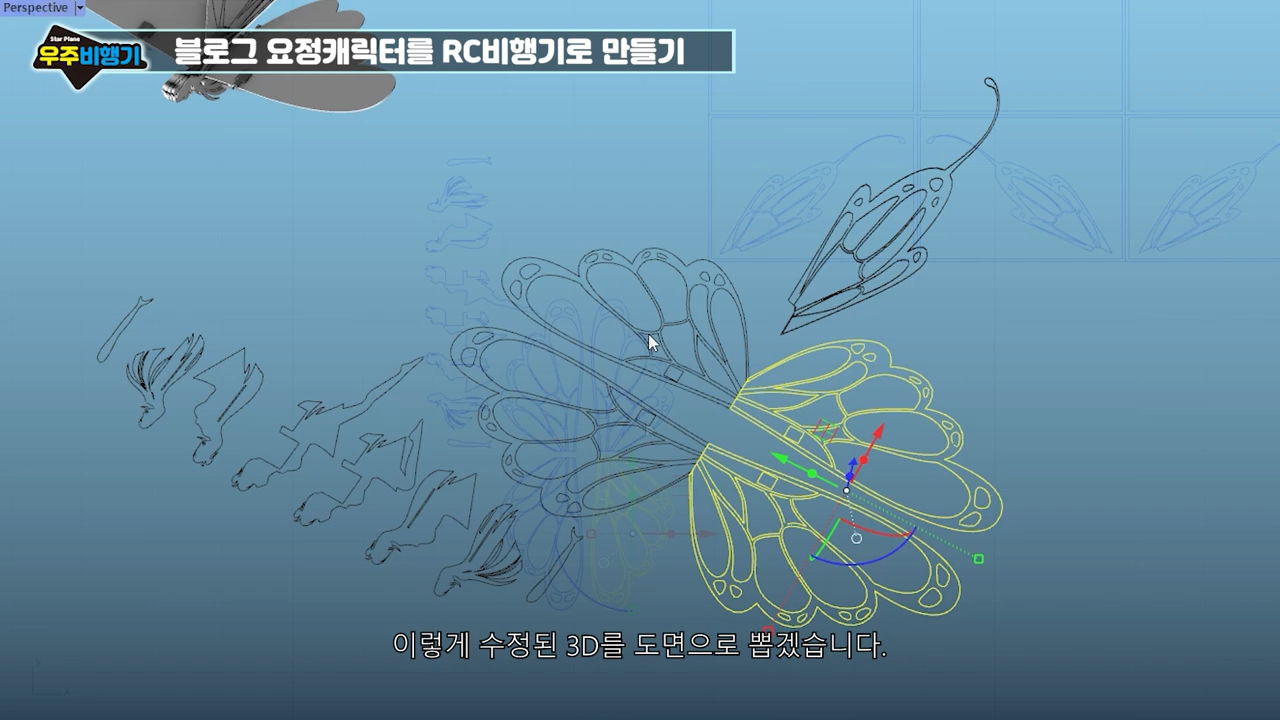 Perspective
Star Plane
우주비행기
블로그 요정캐릭터를 RC비행기로 만들기
이렇게 수정된 3D를 도면으로 뽑겠습니다.